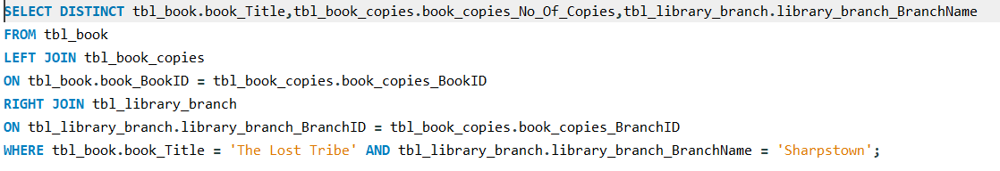 SELECT DISTINCT tbl_book.book_Title,tbl_book_copies.book_copies_No_Of_Copies,tbl_library_branch.library_branch_BranchName
FROM tbl_book
LEFT JOIN tbl_book_copies
ON tbl_book.book_BookID = tbl_book_copies.book_copies_BookID
RIGHT JOIN tbl_library_branch
ON tbl_library_branch.library_branch_BranchID = tbl_book_copies.book_copies_BranchID
WHERE tbl_book.book_Title = 'The Lost Tribe' AND tbl_library_branch.library_branch_BranchName = 'Sharpstown';